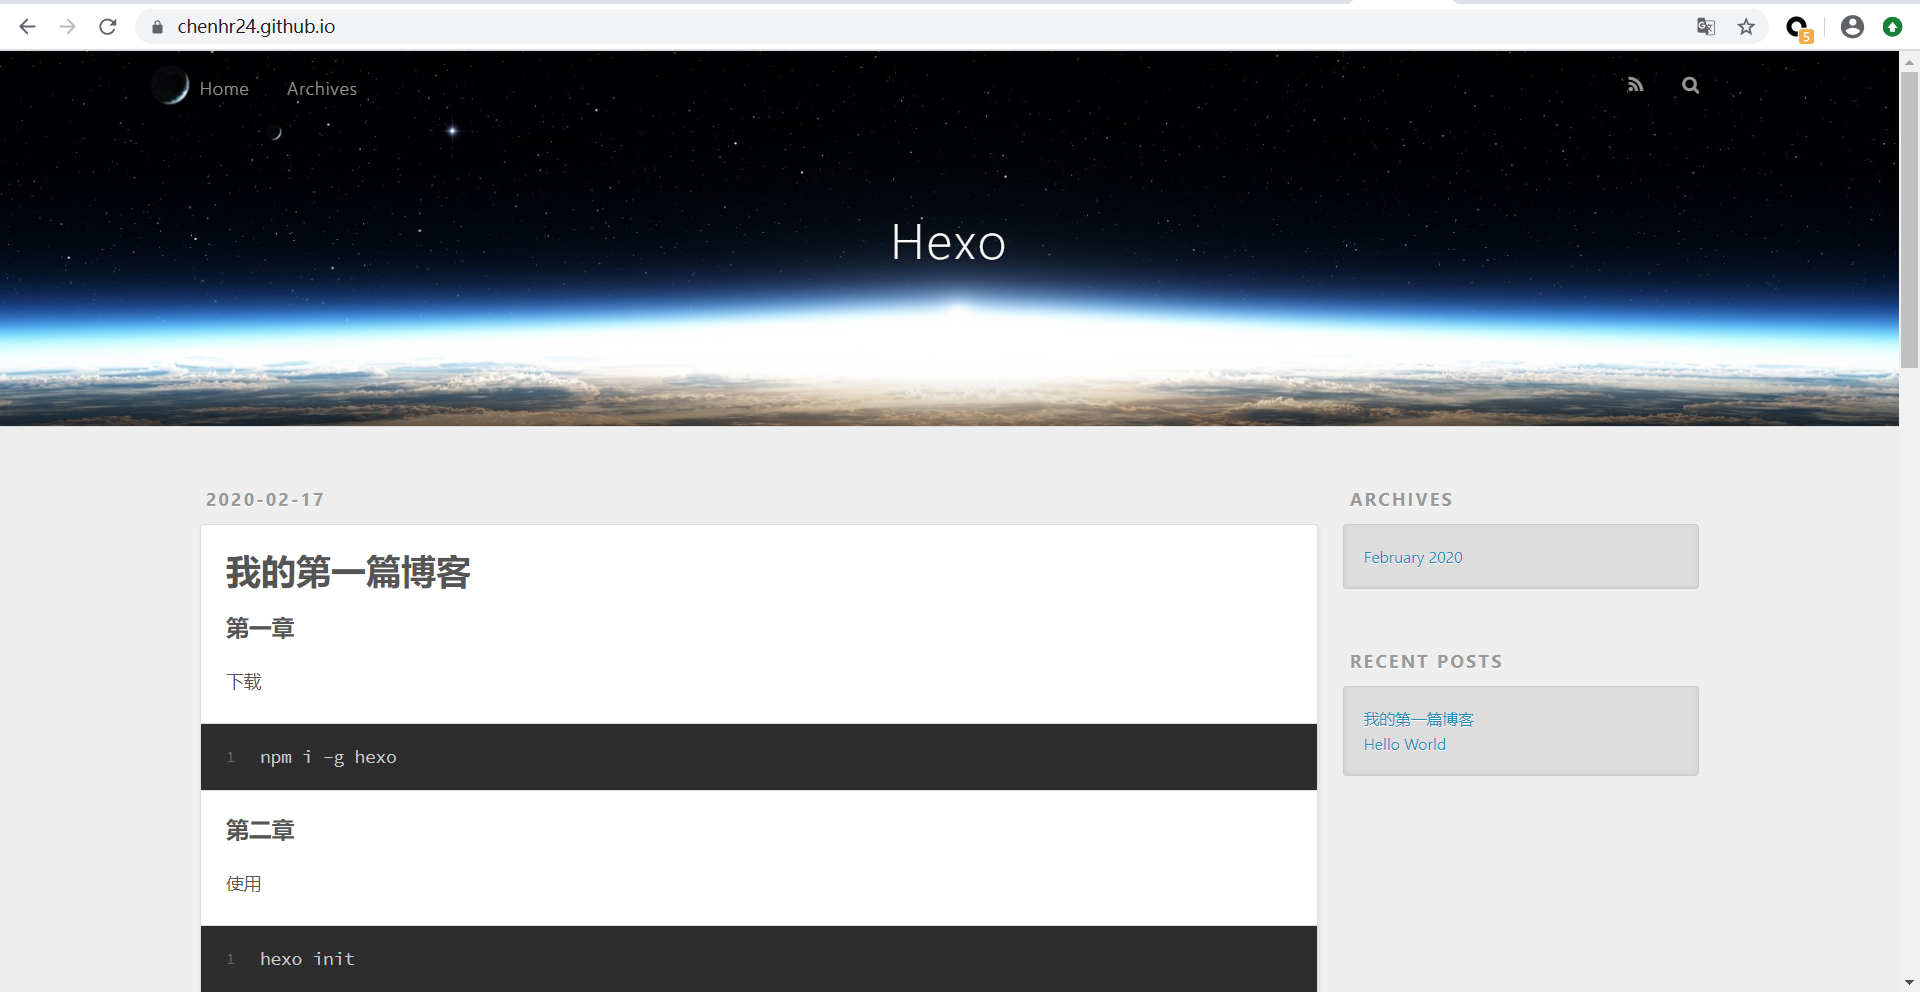 chenhr24.github.io
5
Home
Archives
Hexo
2020-02-17
我的第一篇博客
第一章
下载
1 npm i -g hexo
第二章
使用
1 hexo init
ARCHIVES
February 2020
RECENT POSTS
我的第一篇博客
Hello World